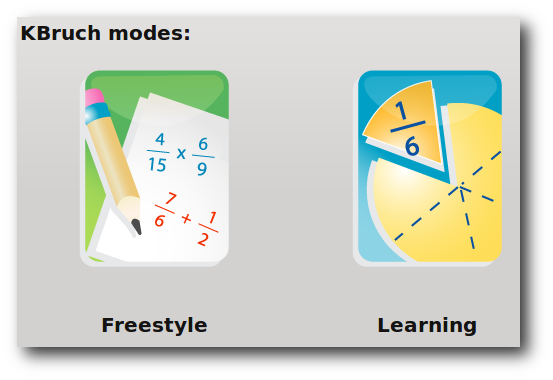 KBruch modes:
4/15 x 6/9
7/6 + 1/2
1/6
Freestyle
Learning